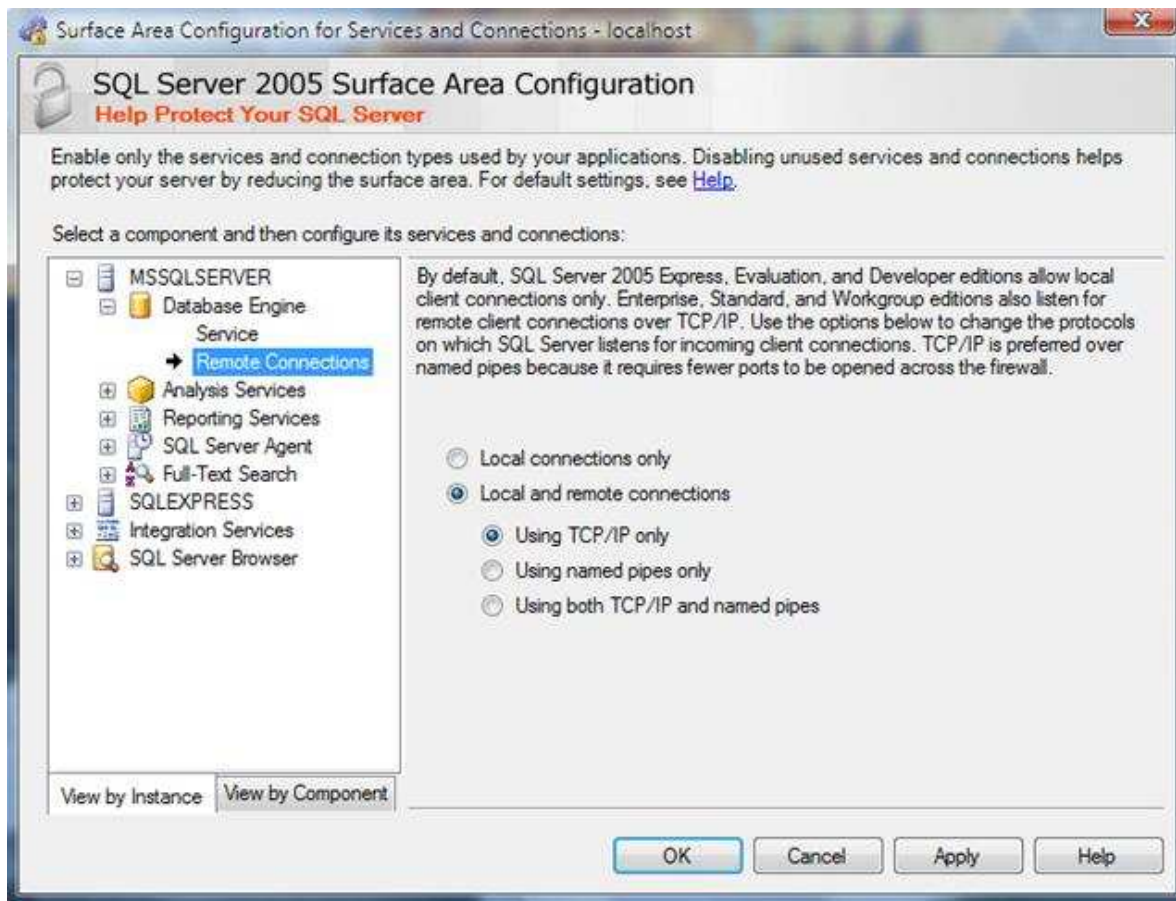 Surface Area Configuration for Services and Connections - localhost
SQL Server 2005 Surface Area Configuration
Help Protect Your SQL Server
Enable only the services and connection types used by your applications. Disabling unused services and connections helps
protect your server by reducing the surface area. For default settings, see Help.
Select a component and then configure its services and connections:
MSSQLSERVER
Database Engine
Service
Remote Connections
Analysis Services
Reporting Services
SQL Server Agent
Full-Text Search
SQLEXPRESS
Integration Services
SQL Server Browser
View by Instance
View by Component
By default, SQL Server 2005 Express, Evaluation, and Developer editions allow local
client connections only. Enterprise, Standard, and Workgroup editions also listen for
remote client connections over TCP/IP. Use the options below to change the protocols
on which SQL Server listens for incoming client connections. TCP/IP is preferred over
named pipes because it requires fewer ports to be opened across the firewall.
Local connections only
Local and remote connections
Using TCP/IP only
Using named pipes only
Using both TCP/IP and named pipes
OK
Cancel
Apply
Help